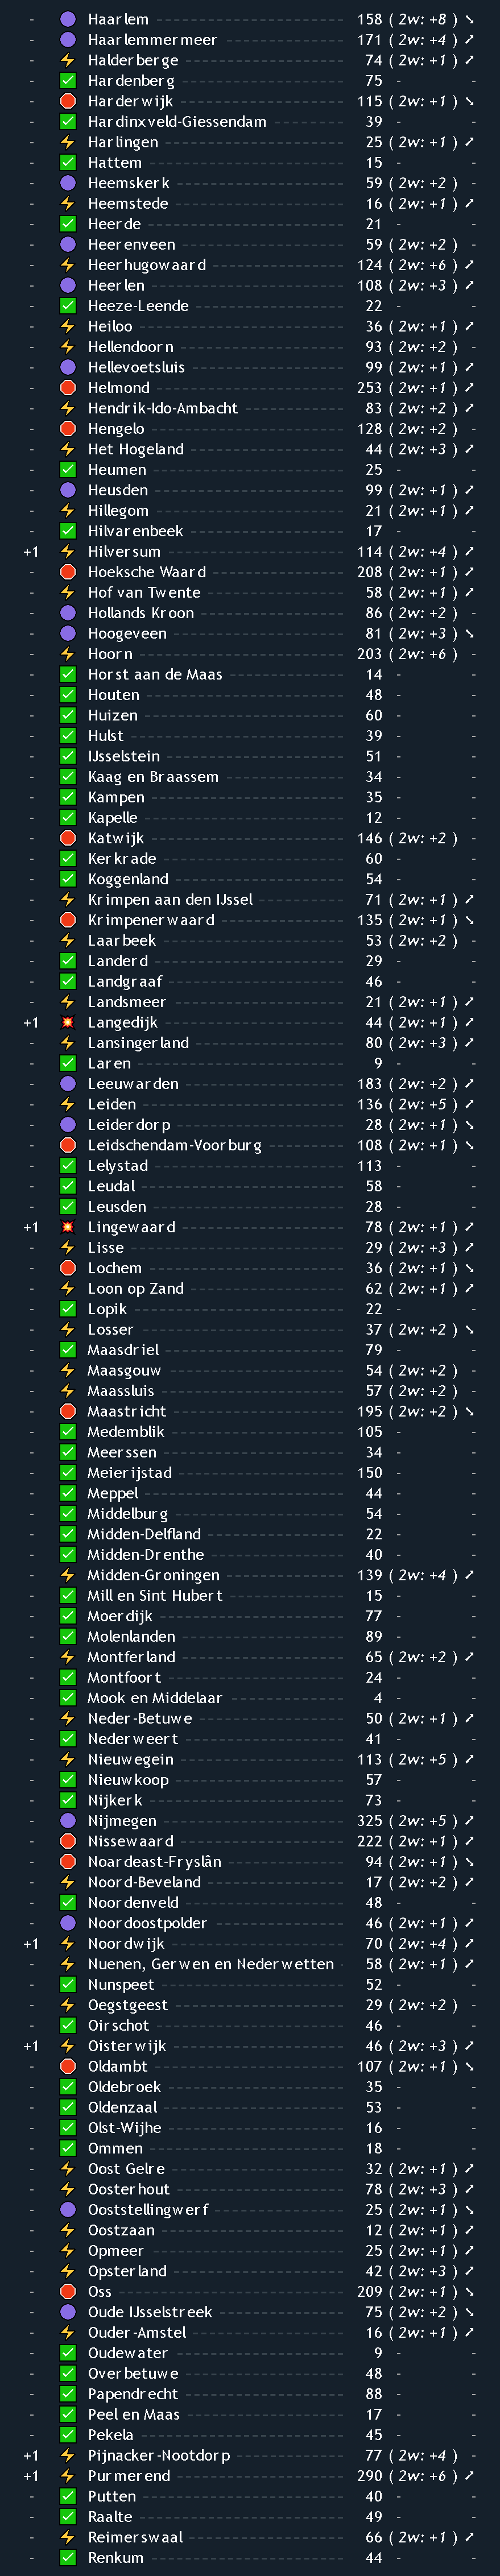 - Haarlem 158 ( 2w: +8 ) ➘
- Haarlemmermeer 171 ( 2w: +4 ) ➚
- Halderberge 74 ( 2w: +1 ) ➚
- Hardenberg 75 - -
- Harderwijk 115 ( 2w: +1 ) ➘
- Hardinxveld-Giessendam 39 - -
- Harlingen 25 ( 2w: +1 ) ➚
- Hattem 15 - -
- Heemskerk 59 ( 2w: +2 ) -
- Heemstede 16 ( 2w: +1 ) ➚
- Heerde 21 - -
- Heerenveen 59 ( 2w: +2 ) -
- Heerhugowaard 124 ( 2w: +6 ) ➚
- Heerlen 108 ( 2w: +3 ) ➚
- Heeze-Leende 22 - -
- Heiloo 36 ( 2w: +1 ) ➚
- Hellendoorn 93 ( 2w: +2 ) -
- Hellevoetsluis 99 ( 2w: +1 ) ➚
- Helmond 253 ( 2w: +1 ) ➚
- Hendrik-Ido-Ambacht 83 ( 2w: +2 ) ➚
- Hengelo 128 ( 2w: +2 ) -
- Het Hogeland 44 ( 2w: +3 ) ➚
- Heumen 25 - -
- Heusden 99 ( 2w: +1 ) ➚
- Hillegom 21 ( 2w: +1 ) ➚
- Hilvarenbeek 17 - -
+1 Hilversum 114 ( 2w: +4 ) ➚
- Hoeksche Waard 208 ( 2w: +1 ) ➚
- Hof van Twente 58 ( 2w: +1 ) ➚
- Hollands Kroon 86 ( 2w: +2 ) -
- Hoogeveen 81 ( 2w: +3 ) ➘
- Hoorn 203 ( 2w: +6 ) -
- Horst aan de Maas 14 - -
- Houten 48 - -
- Huizen 60 - -
- Hulst 39 - -
- IJsselstein 51 - -
- Kaag en Braassem 34 - -
- Kampen 35 - -
- Kapelle 12 - -
- Katwijk 146 ( 2w: +2 ) -
- Kerkrade 60 - -
- Koggenland 54 - -
- Krimpen aan den IJssel 71 ( 2w: +1 ) ➚
- Krimpenerwaard 135 ( 2w: +1 ) ➘
- Laarbeek 53 ( 2w: +2 ) -
- Landerd 29 - -
- Landgraaf 46 - -
- Landsmeer 21 ( 2w: +1 ) ➚
+1 Langedijk 44 ( 2w: +1 ) ➚
- Lansingerland 80 ( 2w: +3 ) ➚
- Laren 9 - -
- Leeuwarden 183 ( 2w: +2 ) ➚
- Leiden 136 ( 2w: +5 ) ➚
- Leiderdorp 28 ( 2w: +1 ) ➘
- Leidschendam-Voorburg 108 ( 2w: +1 ) ➘
- Lelystad 113 - -
- Leudal 58 - -
- Leusden 28 - -
+1 Lingewaard 78 ( 2w: +1 ) ➚
- Lisse 29 ( 2w: +3 ) ➚
- Lochem 36 ( 2w: +1 ) ➘
- Loon op Zand 62 ( 2w: +1 ) ➚
- Lopik 22 - -
- Losser 37 ( 2w: +2 ) ➘
- Maasdriel 79 - -
- Maasgouw 54 ( 2w: +2 ) -
- Maassluis 57 ( 2w: +2 ) -
- Maastricht 195 ( 2w: +2 ) ➘
- Medemblik 105 - -
- Meerssen 34 - -
- Meierijstad 150 - -
- Meppel 44 - -
- Middelburg 54 - -
- Midden-Delfland 22 - -
- Midden-Drenthe 40 - -
- Midden-Groningen 139 ( 2w: +4 ) ➚
- Mill en Sint Hubert 15 - -
- Moerdijk 77 - -
- Molenlanden 89 - -
- Montferland 65 ( 2w: +2 ) ➚
- Montfoort 24 - -
- Mook en Middelaar 4 - -
- Neder-Betuwe 50 ( 2w: +1 ) ➚
- Nederweert 41 - -
- Nieuwegein 113 ( 2w: +5 ) ➚
- Nieuwkoop 57 - -
- Nijkerk 73 - -
- Nijmegen 325 ( 2w: +5 ) ➚
- Nissewaard 222 ( 2w: +1 ) ➚
- Noardeast-Fryslân 94 ( 2w: +1 ) ➘
- Noord-Beveland 17 ( 2w: +2 ) ➚
- Noordenveld 48 - -
- Noordoostpolder 46 ( 2w: +1 ) ➚
+1 Noordwijk 70 ( 2w: +4 ) ➚
- Nuenen, Gerwen en Nederwetten 58 ( 2w: +1 ) ➚
- Nunspeet 52 - -
- Oegstgeest 29 ( 2w: +2 ) -
- Oirschot 46 - -
+1 Oisterwijk 46 ( 2w: +3 ) ➚
- Oldambt 107 ( 2w: +1 ) ➘
- Oldebroek 35 - -
- Oldenzaal 53 - -
- Olst-Wijhe 16 - -
- Ommen 18 - -
- Oost Gelre 32 ( 2w: +1 ) ➚
- Oosterhout 78 ( 2w: +3 ) ➚
- Ooststellingwerf 25 ( 2w: +1 ) ➘
- Oostzaan 12 ( 2w: +1 ) ➚
- Opmeer 25 ( 2w: +1 ) ➚
- Opsterland 42 ( 2w: +3 ) ➚
- Oss 209 ( 2w: +1 ) ➘
- Oude IJsselstreek 75 ( 2w: +2 ) ➘
- Ouder-Amstel 16 ( 2w: +1 ) ➚
- Oudewater 9 - -
- Overbetuwe 48 - -
- Papendrecht 88 - -
- Peel en Maas 17 - -
- Pekela 45 - -
+1 Pijnacker-Nootdorp 77 ( 2w: +4 ) -
+1 Purmerend 290 ( 2w: +6 ) ➚
- Putten 40 - -
- Raalte 49 - -
- Reimerswaal 66 ( 2w: +1 ) ➚
- Renkum 44 - -